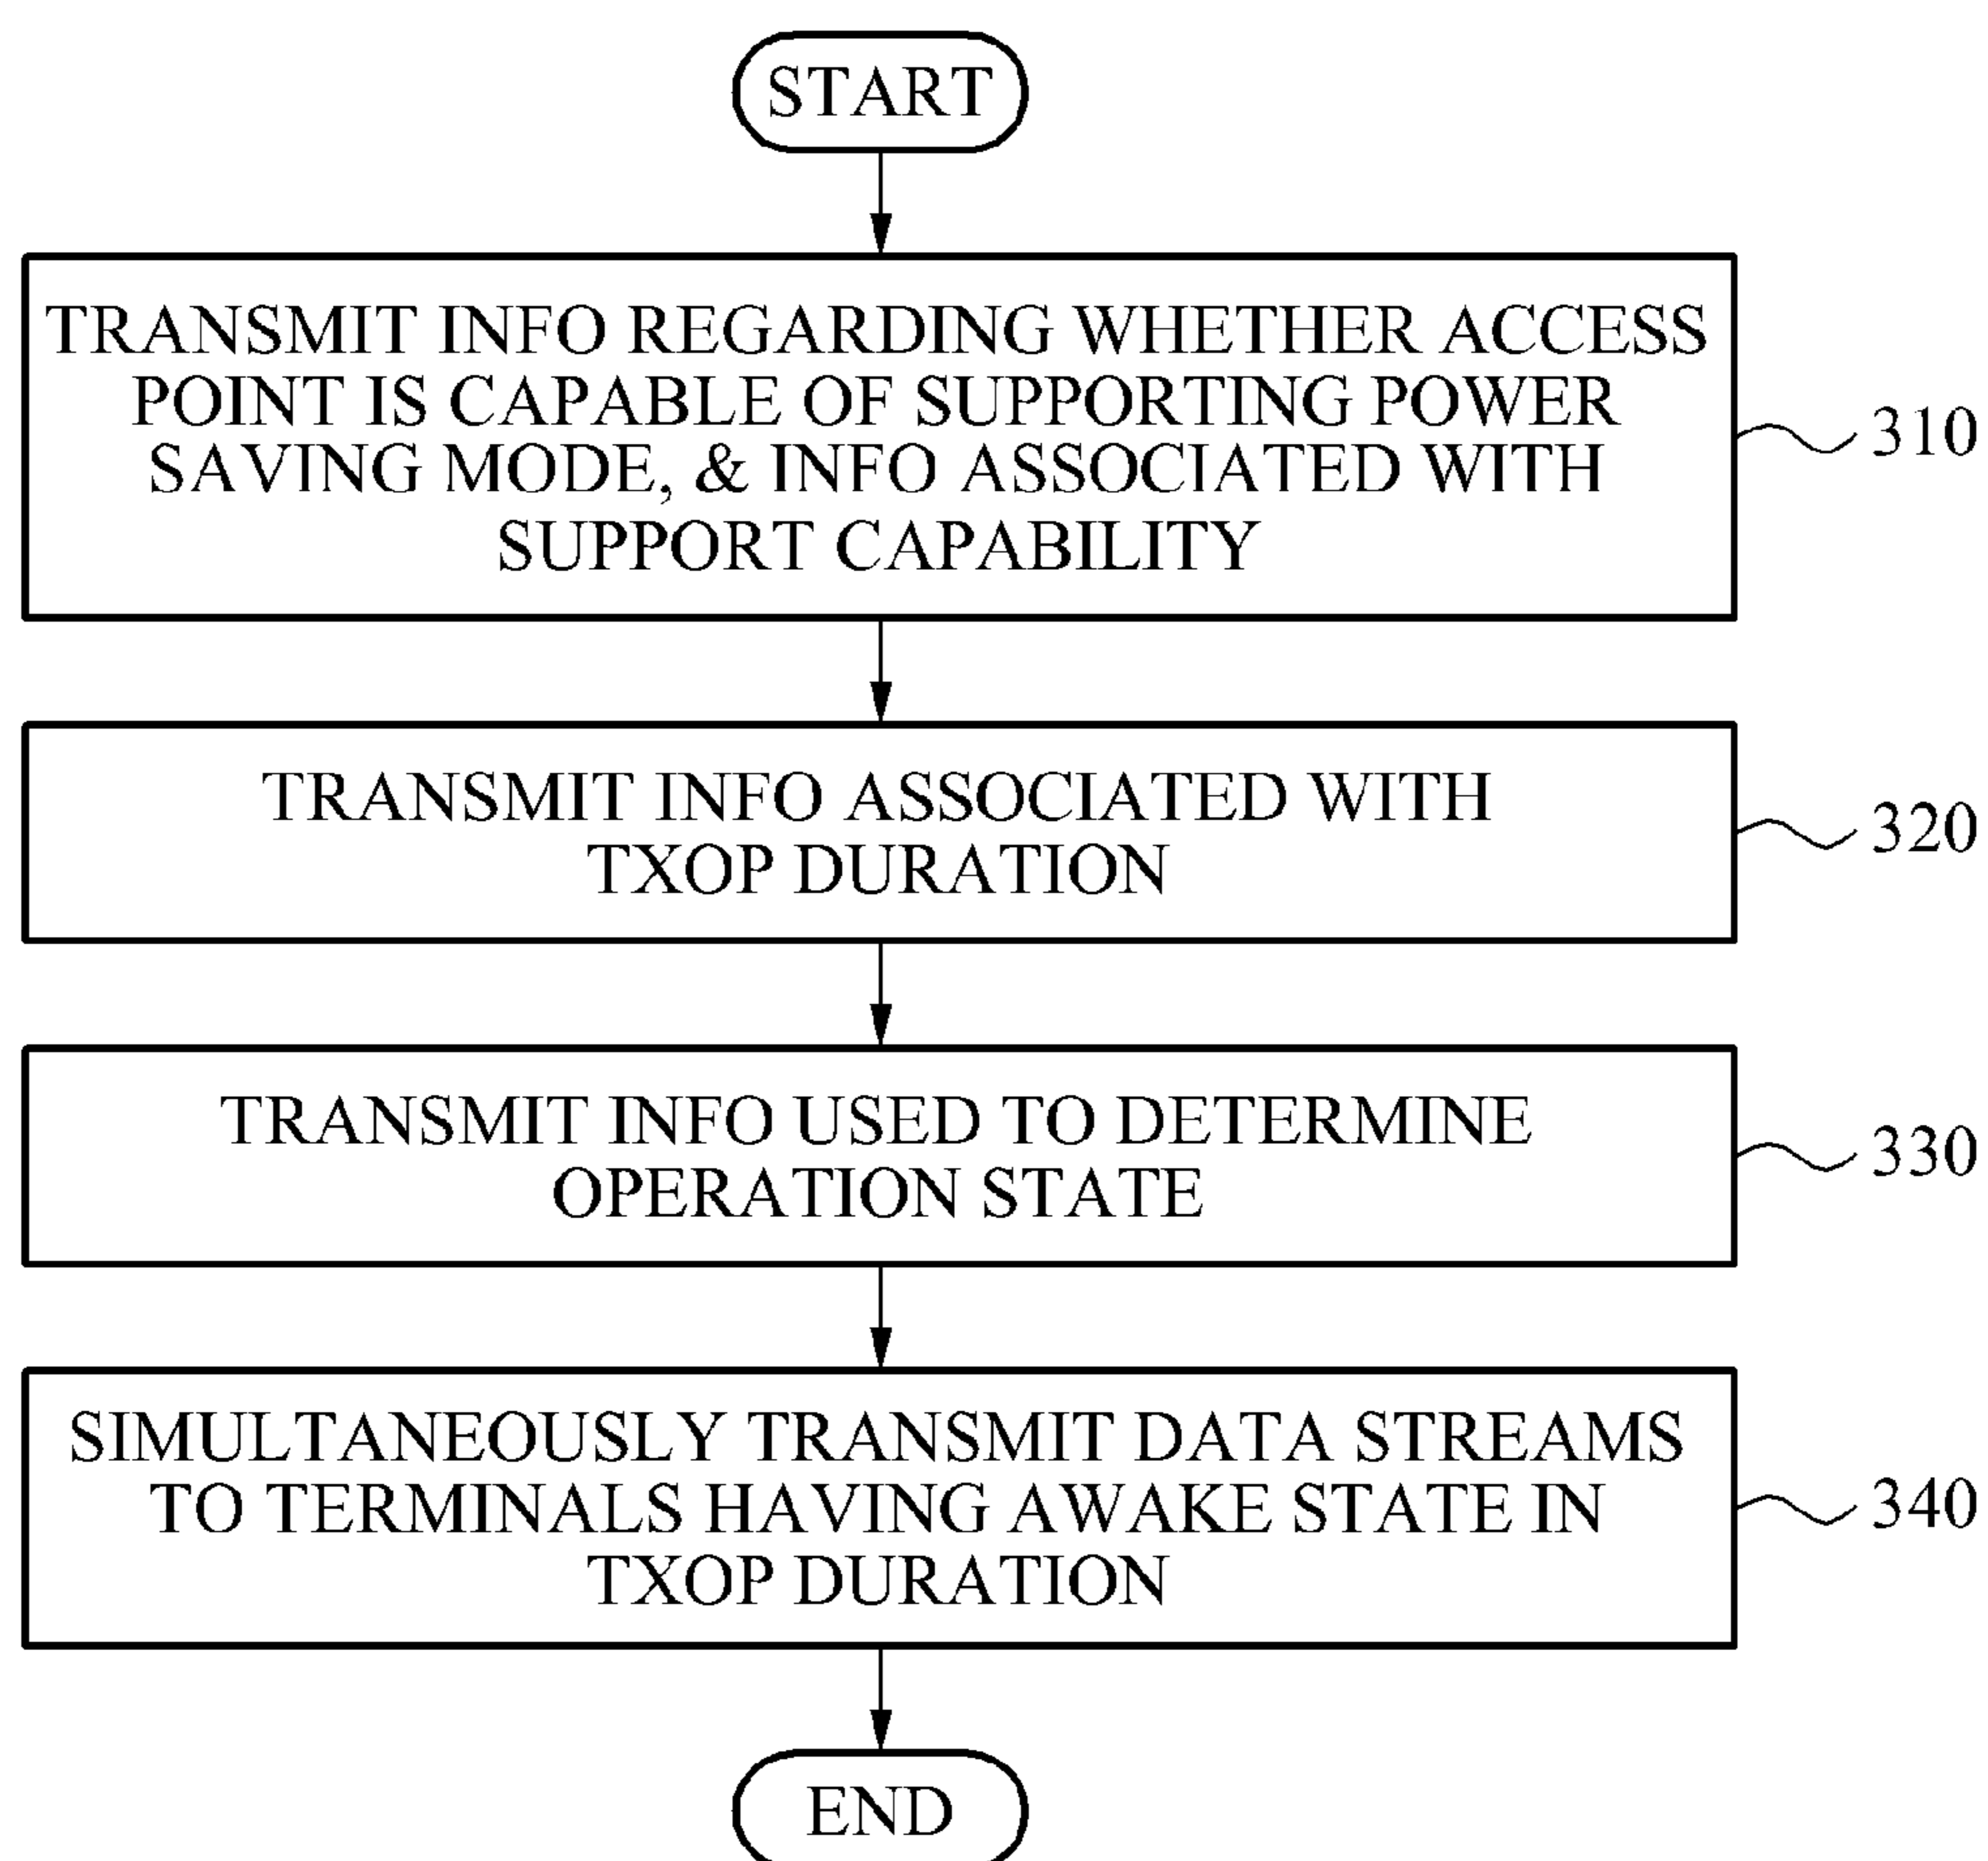 START
TRANSMIT INFO REGARDING WHETHER ACCESS
POINT IS CAPABLE OF SUPPORTING POWER
SAVING MODE, & INFO ASSOCIATED WITH
SUPPORT CAPABILITY
310
TRANSMIT INFO ASSOCIATED WITH
TXOP DURATION
320
TRANSMIT INFO USED TO DETERMINE
OPERATION STATE
330
SIMULTANEOUSLY TRANSMIT DATA STREAMS
TO TERMINALS HAVING AWAKE STATE IN
TXOP DURATION
340
END